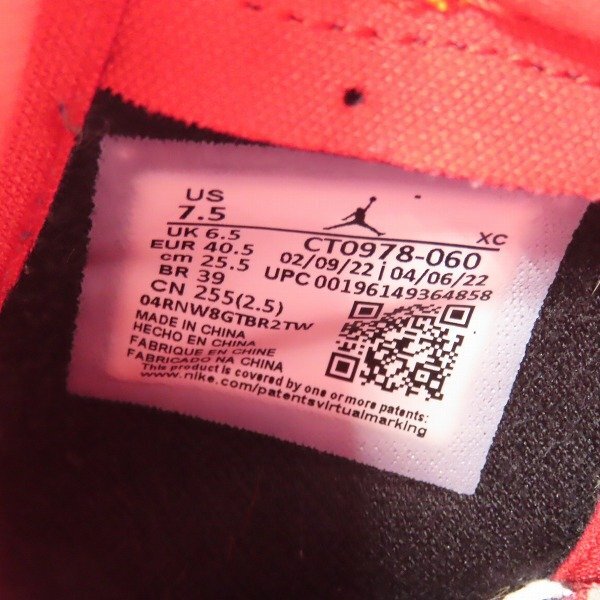 US
7.5
XC
UK 6.5
CT0978-060
EUR 40.5
02/09/22 | 04/06/22
cm 25.5
UPC 00196149364858
BR 39
CN 255(2.5)
04RNW8GTBR2TW
MADE IN CHINA
HECHO EN CHINA
FABRIQUE EN CHINE
FABRICADO NA CHINA
This product is covered by one or more patents:
www.nike.com/patentsvirtualmarking